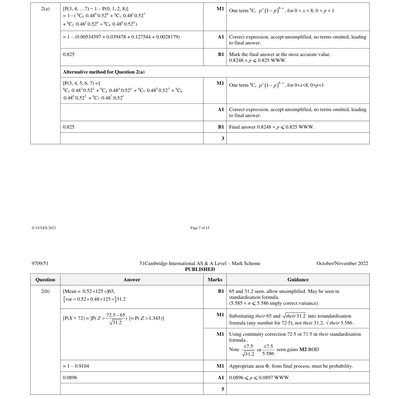 2(a)
[P(3, 4, 5, 6, 7) = 1 – P(0, 1, 2, 8)]
M1
One term ⁸Cₓ pˣ(1 – p)⁸⁻ˣ, for 0 < x < 8, 0 < p < 1
= 1 – (⁸C₀ 0.48⁰ 0.52⁸ + ⁸C₁ 0.48¹ 0.52⁷
+ ⁸C₂ 0.48² 0.52⁶ + ⁸C₈ 0.48⁸ 0.52⁰)
= 1 – (0.00534597 + 0.039478 + 0.127544 + 0.0028179)
A1
Correct expression, accept unsimplified, no terms omitted, leading
to final answer.
0.825
B1
Mark the final answer at the most accurate value.
0.8248 < p ⩽ 0.825 WWW.
Alternative method for Question 2(a)
[P(3, 4, 5, 6, 7) =]
M1
One term ⁸Cₓ pˣ(1 – p)⁸⁻ˣ, for 0<x<8, 0<p<1
⁸C₃ 0.48³ 0.52⁵ + ⁸C₄ 0.48⁴ 0.52⁴ + ⁸C₅ 0.48⁵ 0.52³ + ⁸C₆
0.48⁶ 0.52² + ⁸C₇ 0.48⁷ 0.52¹
A1
Correct expression, accept unsimplified, no terms omitted, leading
to final answer.
0.825
B1
Final answer 0.8248 < p ⩽ 0.825 WWW.
3
© UCLES 2022
Page 7 of 15
9709/51
51Cambridge International AS & A Level – Mark Scheme
October/November 2022
PUBLISHED
Question
Answer
Marks
Guidance
2(b)
[Mean = 0.52×125 =]65,
[var = 0.52×0.48×125 =]31.2
B1
65 and 31.2 seen, allow unsimplified. May be seen in
standardisation formula.
(5.585 < σ ⩽ 5.586 imply correct variance).
[P(X > 72) = ]P(Z > (72.5 – 65)/√31.2) [= P(Z > 1.343)]
M1
Substituting their 65 and √their 31.2 into ±standardisation
formula (any number for 72·5), not their 31.2, √their 5.586.
M1
Using continuity correction 72·5 or 71·5 in their standardisation
formula .
Note ±7.5/√31.2 or ±7.5/5.586 seen gains M2 BOD
= 1 – 0.9104
M1
Appropriate area Φ, from final process, must be probability.
0.0896
A1
0.0896 ⩽ p ⩽ 0.0897 WWW.
5